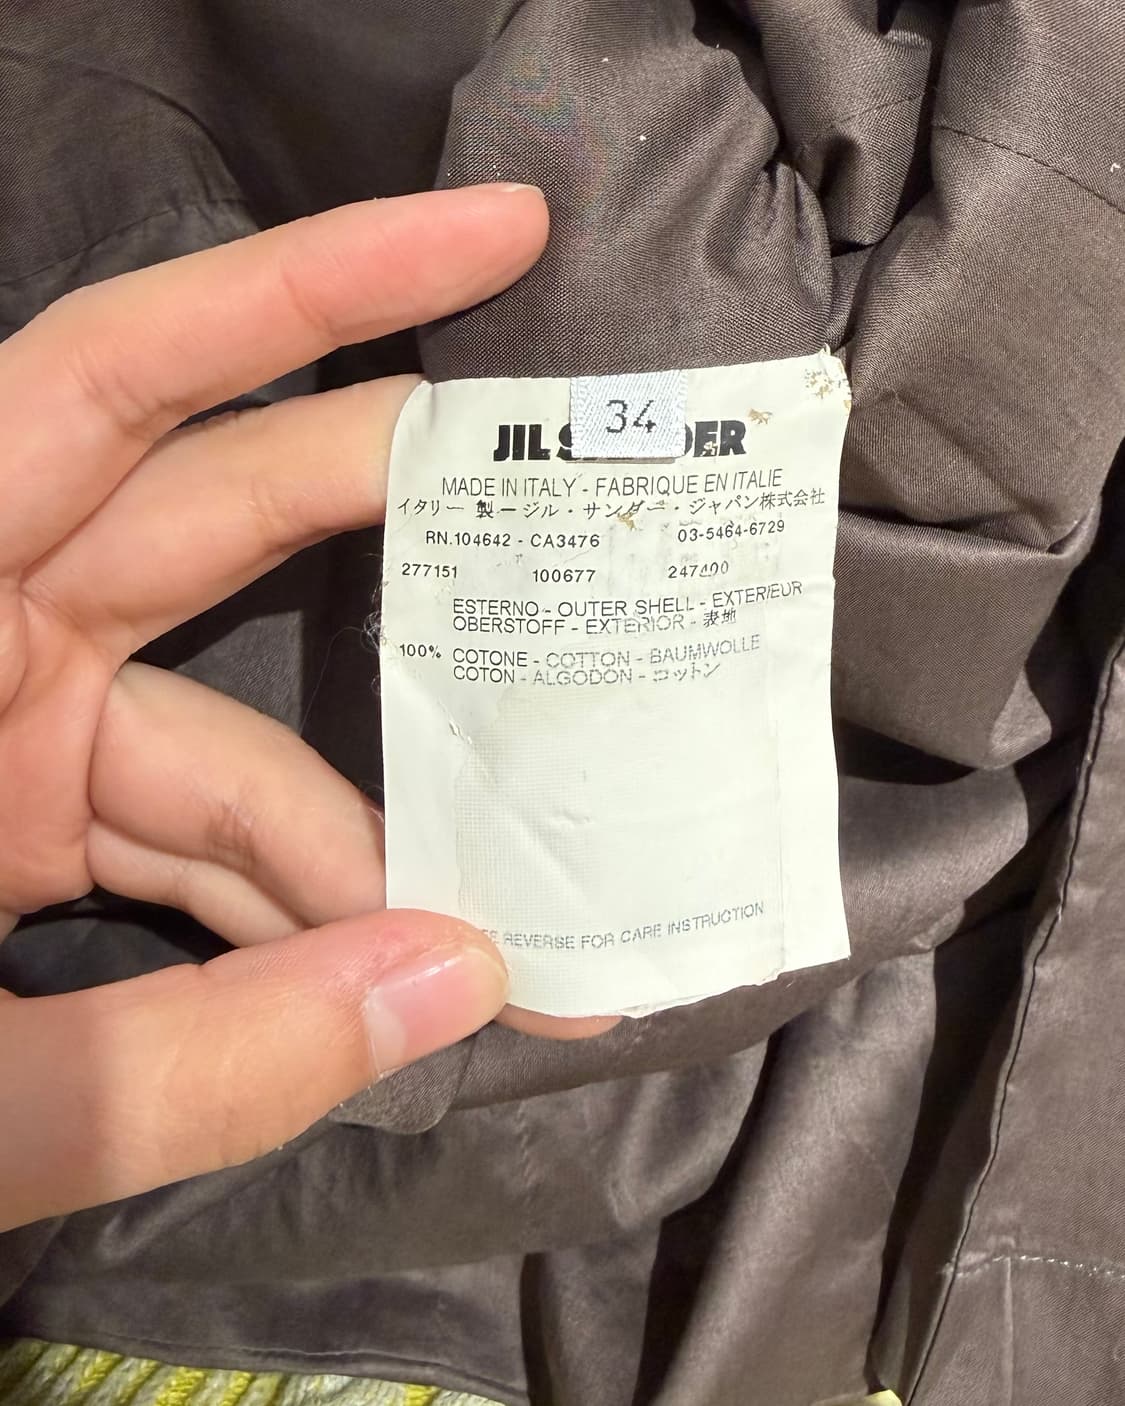 34
JIL SANDER
MADE IN ITALY - FABRIQUE EN ITALIE
イタリー 製 ージル・サンダー・ジャパン株式会社
RN.104642 - CA3476 03-5464-6729
277151 100677
ESTERNO - OUTER SHELL - EXTERIEUR
OBERSTOFF - EXTERIOR - 表地
100% COTONE - COTTON - BAUMWOLLE
COTON - ALGODON - コットン
REVERSE FOR CARE INSTRUCTION